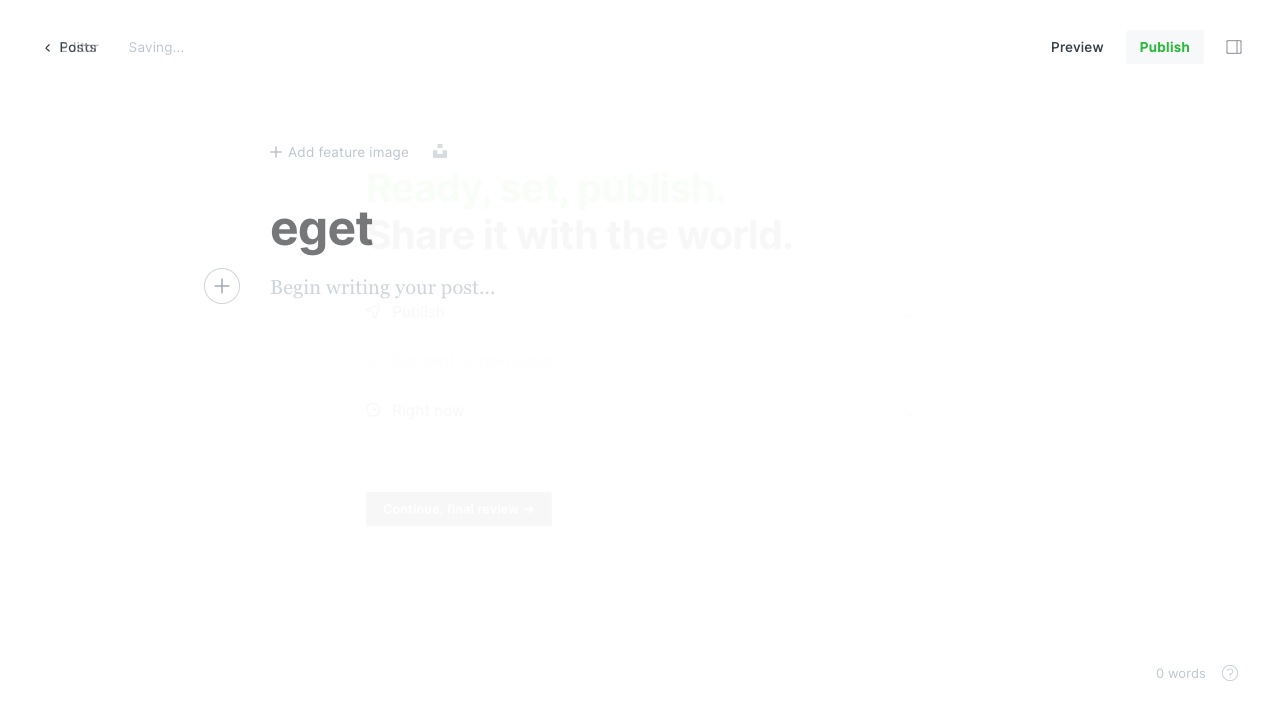 Posts
Saving...
Preview
Publish
Add feature image
Ready, set, publish.
eget
Share it with the world.
Begin writing your post...
Publish
Right now
Continue, final review →
0 words